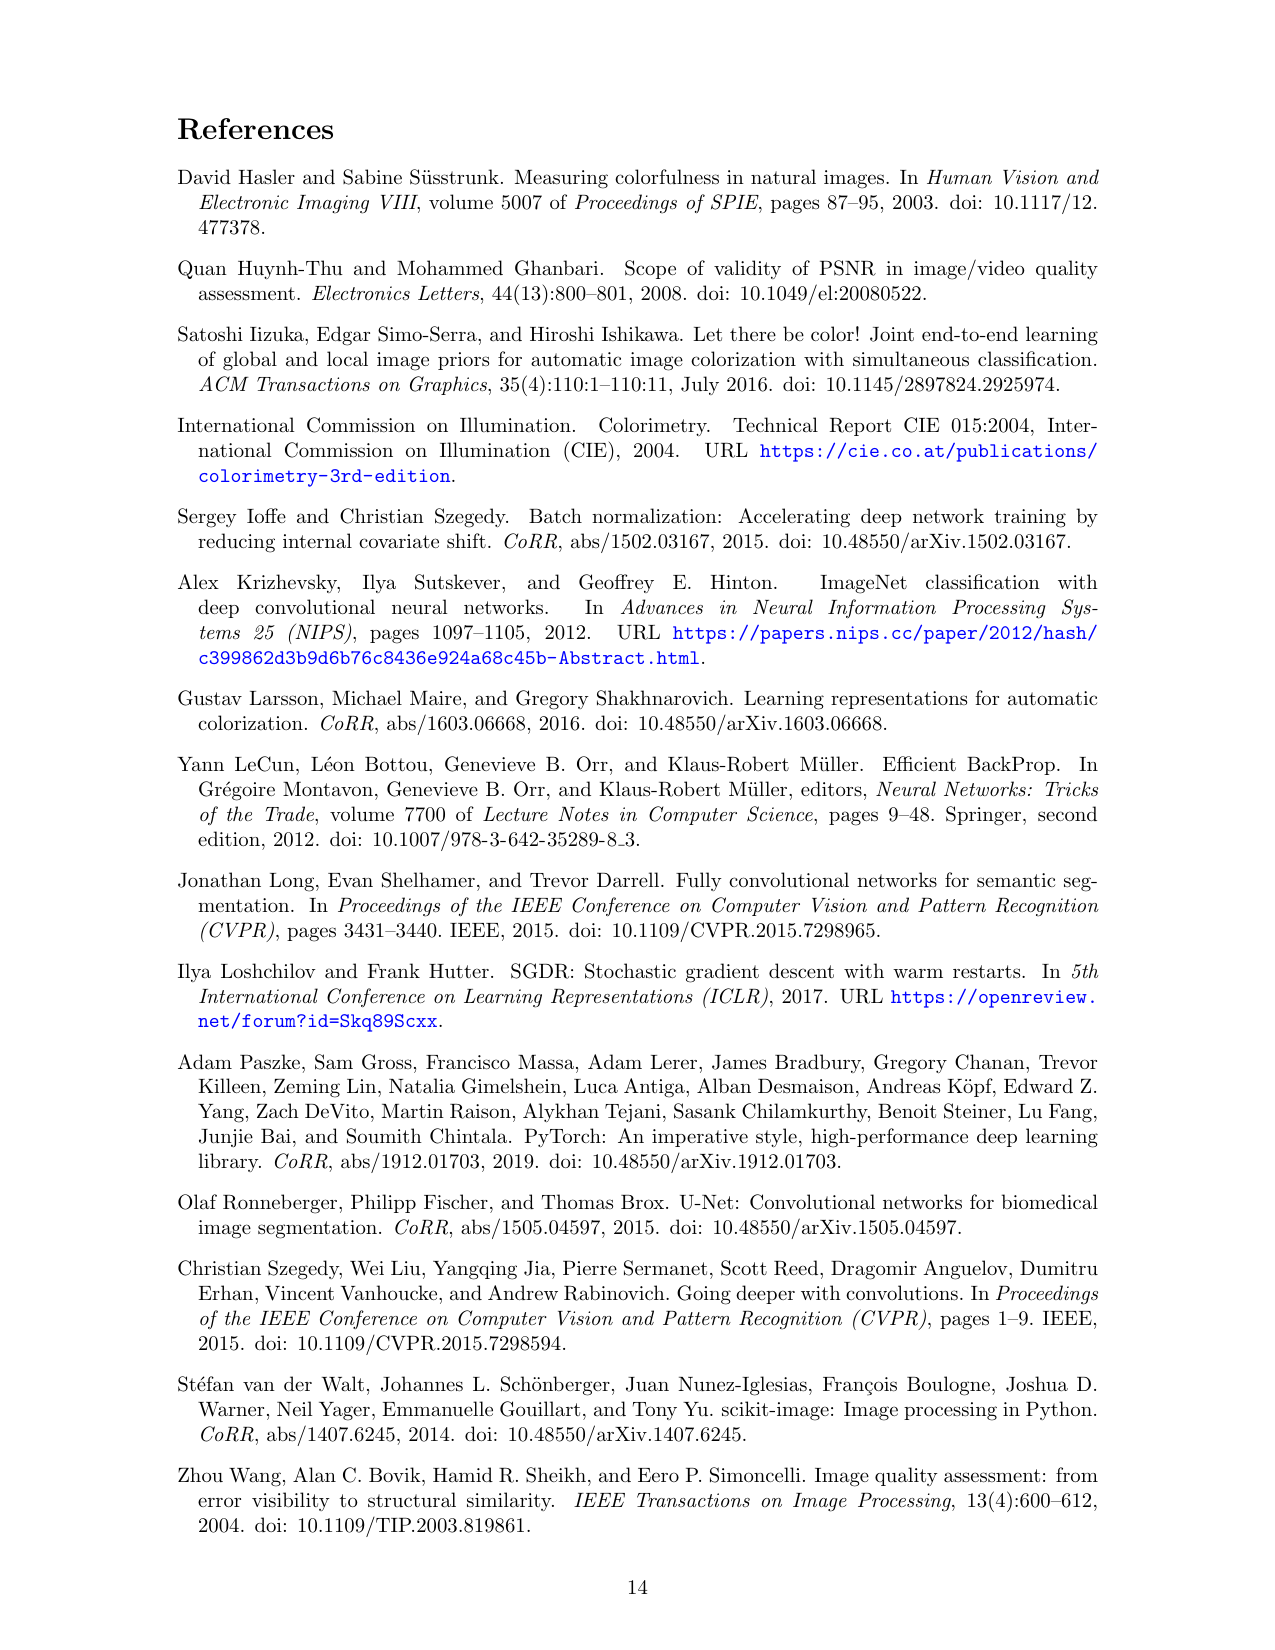 References
David Hasler and Sabine Süsstrunk. Measuring colorfulness in natural images. In Human Vision and
Electronic Imaging VIII, volume 5007 of Proceedings of SPIE, pages 87–95, 2003. doi: 10.1117/12.
477378.
Quan Huynh-Thu and Mohammed Ghanbari. Scope of validity of PSNR in image/video quality
assessment. Electronics Letters, 44(13):800–801, 2008. doi: 10.1049/el:20080522.
Satoshi Iizuka, Edgar Simo-Serra, and Hiroshi Ishikawa. Let there be color! Joint end-to-end learning
of global and local image priors for automatic image colorization with simultaneous classification.
ACM Transactions on Graphics, 35(4):110:1–110:11, July 2016. doi: 10.1145/2897824.2925974.
International Commission on Illumination. Colorimetry. Technical Report CIE 015:2004, Inter-
national Commission on Illumination (CIE), 2004. URL https://cie.co.at/publications/
colorimetry-3rd-edition.
Sergey Ioffe and Christian Szegedy. Batch normalization: Accelerating deep network training by
reducing internal covariate shift. CoRR, abs/1502.03167, 2015. doi: 10.48550/arXiv.1502.03167.
Alex Krizhevsky, Ilya Sutskever, and Geoffrey E. Hinton. ImageNet classification with
deep convolutional neural networks. In Advances in Neural Information Processing Sys-
tems 25 (NIPS), pages 1097–1105, 2012. URL https://papers.nips.cc/paper/2012/hash/
c399862d3b9d6b76c8436e924a68c45b-Abstract.html.
Gustav Larsson, Michael Maire, and Gregory Shakhnarovich. Learning representations for automatic
colorization. CoRR, abs/1603.06668, 2016. doi: 10.48550/arXiv.1603.06668.
Yann LeCun, Léon Bottou, Genevieve B. Orr, and Klaus-Robert Müller. Efficient BackProp. In
Grégoire Montavon, Genevieve B. Orr, and Klaus-Robert Müller, editors, Neural Networks: Tricks
of the Trade, volume 7700 of Lecture Notes in Computer Science, pages 9–48. Springer, second
edition, 2012. doi: 10.1007/978-3-642-35289-8_3.
Jonathan Long, Evan Shelhamer, and Trevor Darrell. Fully convolutional networks for semantic seg-
mentation. In Proceedings of the IEEE Conference on Computer Vision and Pattern Recognition
(CVPR), pages 3431–3440. IEEE, 2015. doi: 10.1109/CVPR.2015.7298965.
Ilya Loshchilov and Frank Hutter. SGDR: Stochastic gradient descent with warm restarts. In 5th
International Conference on Learning Representations (ICLR), 2017. URL https://openreview.
net/forum?id=Skq89Scxx.
Adam Paszke, Sam Gross, Francisco Massa, Adam Lerer, James Bradbury, Gregory Chanan, Trevor
Killeen, Zeming Lin, Natalia Gimelshein, Luca Antiga, Alban Desmaison, Andreas Köpf, Edward Z.
Yang, Zach DeVito, Martin Raison, Alykhan Tejani, Sasank Chilamkurthy, Benoit Steiner, Lu Fang,
Junjie Bai, and Soumith Chintala. PyTorch: An imperative style, high-performance deep learning
library. CoRR, abs/1912.01703, 2019. doi: 10.48550/arXiv.1912.01703.
Olaf Ronneberger, Philipp Fischer, and Thomas Brox. U-Net: Convolutional networks for biomedical
image segmentation. CoRR, abs/1505.04597, 2015. doi: 10.48550/arXiv.1505.04597.
Christian Szegedy, Wei Liu, Yangqing Jia, Pierre Sermanet, Scott Reed, Dragomir Anguelov, Dumitru
Erhan, Vincent Vanhoucke, and Andrew Rabinovich. Going deeper with convolutions. In Proceedings
of the IEEE Conference on Computer Vision and Pattern Recognition (CVPR), pages 1–9. IEEE,
2015. doi: 10.1109/CVPR.2015.7298594.
Stéfan van der Walt, Johannes L. Schönberger, Juan Nunez-Iglesias, François Boulogne, Joshua D.
Warner, Neil Yager, Emmanuelle Gouillart, and Tony Yu. scikit-image: Image processing in Python.
CoRR, abs/1407.6245, 2014. doi: 10.48550/arXiv.1407.6245.
Zhou Wang, Alan C. Bovik, Hamid R. Sheikh, and Eero P. Simoncelli. Image quality assessment: from
error visibility to structural similarity. IEEE Transactions on Image Processing, 13(4):600–612,
2004. doi: 10.1109/TIP.2003.819861.
14